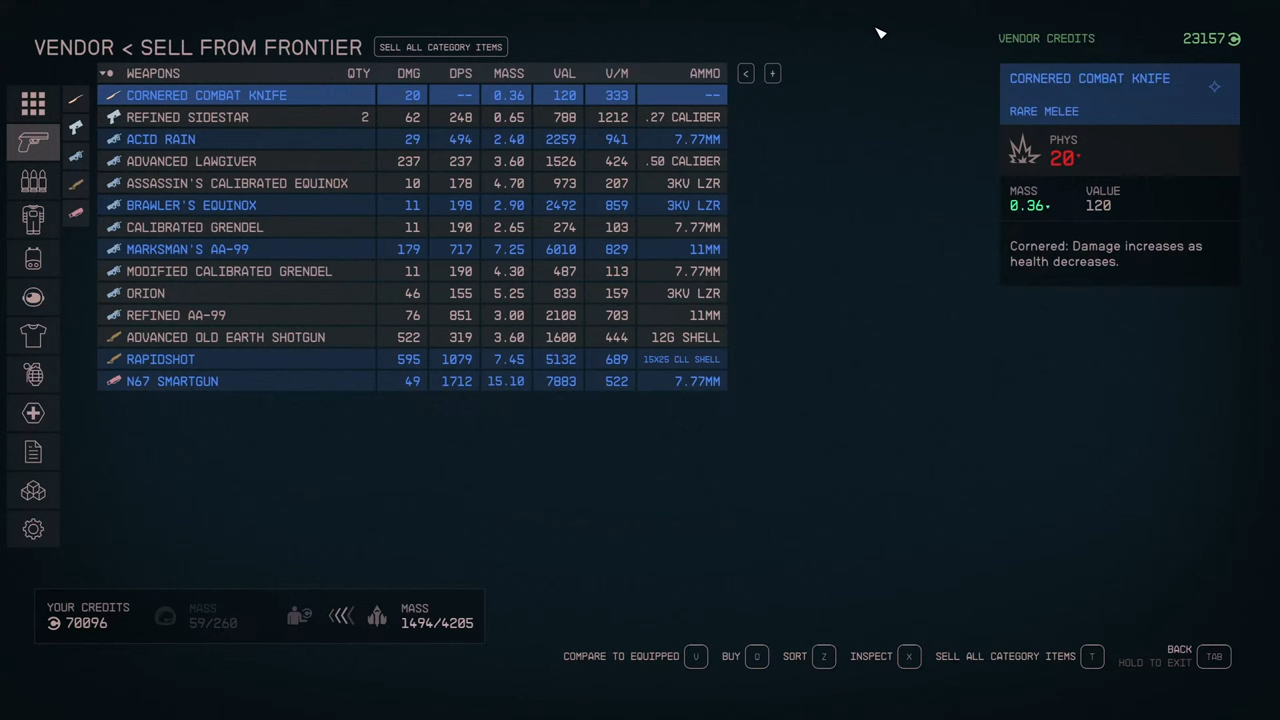 VENDOR < SELL FROM FRONTIER SELL ALL CATEGORY ITEMS
VENDOR CREDITS 23157
WEAPONS QTY DMG DPS MASS VAL V/M AMMO < +
CORNERED COMBAT KNIFE 20 -- 0.36 120 333 --
REFINED SIDESTAR 2 62 248 0.65 788 1212 .27 CALIBER
ACID RAIN 29 494 2.40 2259 941 7.77MM
ADVANCED LAWGIVER 237 237 3.60 1526 424 .50 CALIBER
ASSASSIN'S CALIBRATED EQUINOX 10 178 4.70 973 207 3KV LZR
BRAWLER'S EQUINOX 11 198 2.90 2492 859 3KV LZR
CALIBRATED GRENDEL 11 190 2.65 274 103 7.77MM
MARKSMAN'S AA-99 179 717 7.25 6010 829 11MM
MODIFIED CALIBRATED GRENDEL 11 190 4.30 487 113 7.77MM
ORION 46 155 5.25 833 159 3KV LZR
REFINED AA-99 76 851 3.00 2108 703 11MM
ADVANCED OLD EARTH SHOTGUN 522 319 3.60 1600 444 12G SHELL
RAPIDSHOT 595 1079 7.45 5132 689 15X25 CLL SHELL
N67 SMARTGUN 49 1712 15.10 7883 522 7.77MM
CORNERED COMBAT KNIFE
RARE MELEE
PHYS
20
MASS VALUE
0.36 120
Cornered: Damage increases as
health decreases.
YOUR CREDITS MASS MASS
70096 59/260 1494/4205
COMPARE TO EQUIPPED V BUY Q SORT Z INSPECT X SELL ALL CATEGORY ITEMS T BACK TAB
HOLD TO EXIT